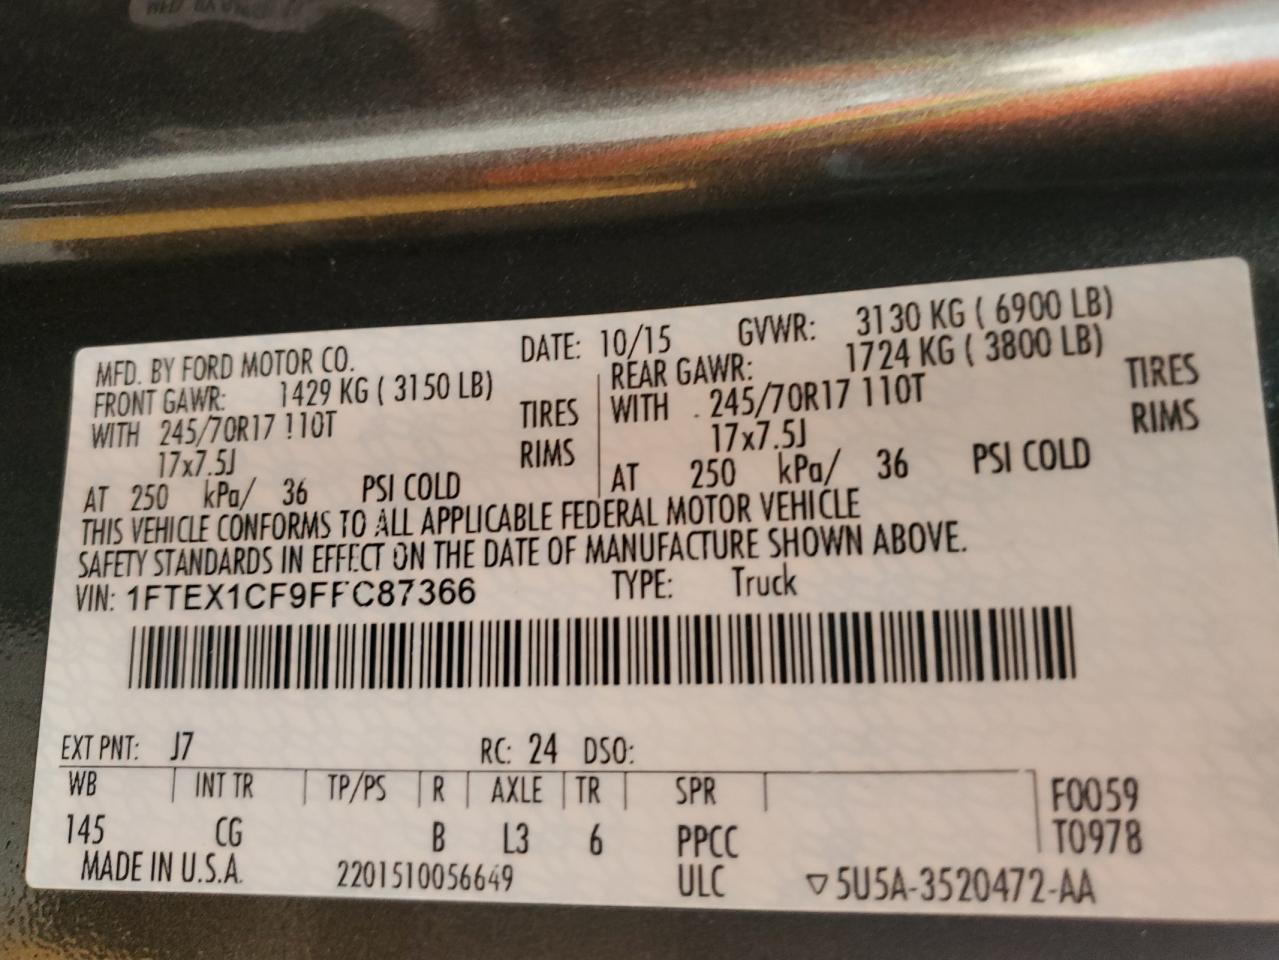 MFD. BY FORD MOTOR CO. DATE: 10/15 GVWR: 3130 KG ( 6900 LB)
FRONT GAWR: 1429 KG ( 3150 LB) REAR GAWR: 1724 KG ( 3800 LB)
WITH 245/70R17 110T TIRES WITH 245/70R17 110T TIRES
17x7.5J RIMS 17x7.5J RIMS
AT 250 kPa/ 36 PSI COLD AT 250 kPa/ 36 PSI COLD
THIS VEHICLE CONFORMS TO ALL APPLICABLE FEDERAL MOTOR VEHICLE
SAFETY STANDARDS IN EFFECT ON THE DATE OF MANUFACTURE SHOWN ABOVE.
VIN: 1FTEX1CF9FFC87366 TYPE: Truck
EXT PNT: J7 RC: 24 DSO:
WB INT TR TP/PS R AXLE TR SPR F0059
145 CG B L3 6 PPCC T0978
MADE IN U.S.A. 2201510056649 ULC ▽5U5A-3520472-AA